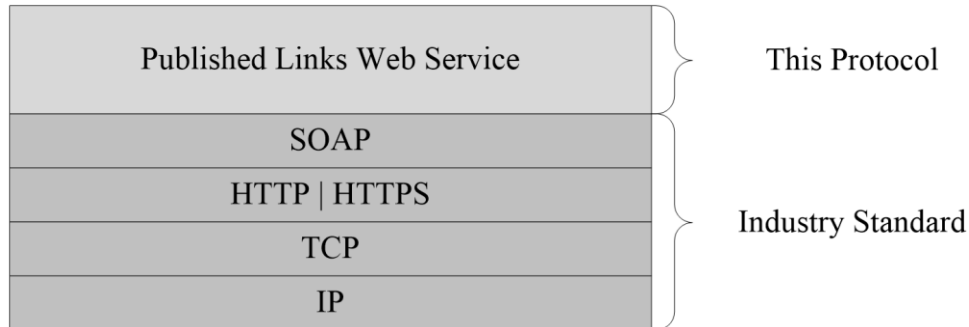 Published Links Web Service
This Protocol
SOAP
HTTP | HTTPS
TCP
IP
Industry Standard